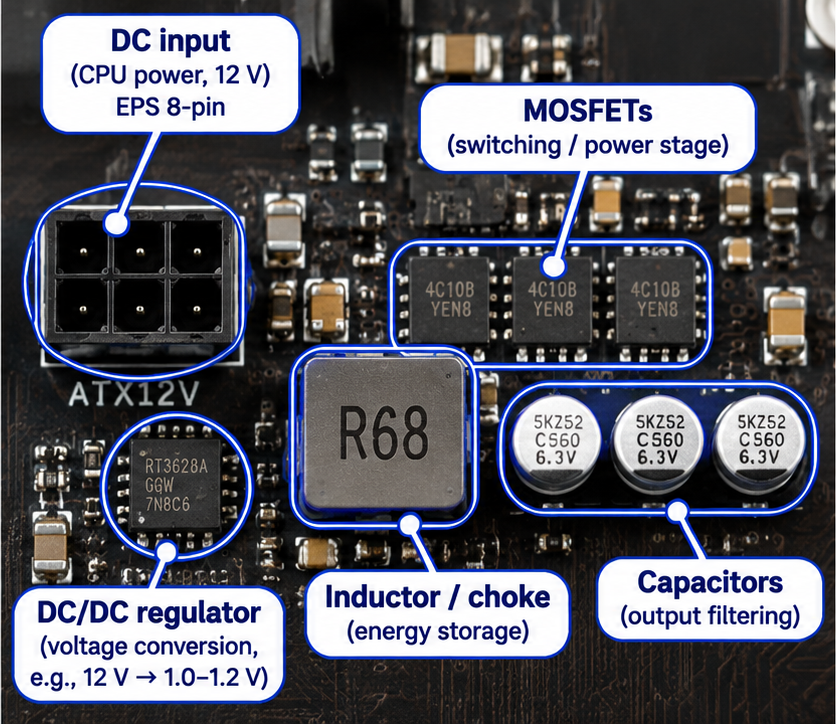 DC input
(CPU power, 12 V)
EPS 8-pin
MOSFETs
(switching / power stage)
4C10B
YEN8
4C10B
YEN8
4C10B
YEN8
ATX12V
R68
5KZ52
C560
6.3V
5KZ52
C560
6.3V
5KZ52
C560
6.3V
RT3628A
GQW
7N8C6
DC/DC regulator
(voltage conversion,
e.g., 12 V → 1.0–1.2 V)
Inductor / choke
(energy storage)
Capacitors
(output filtering)